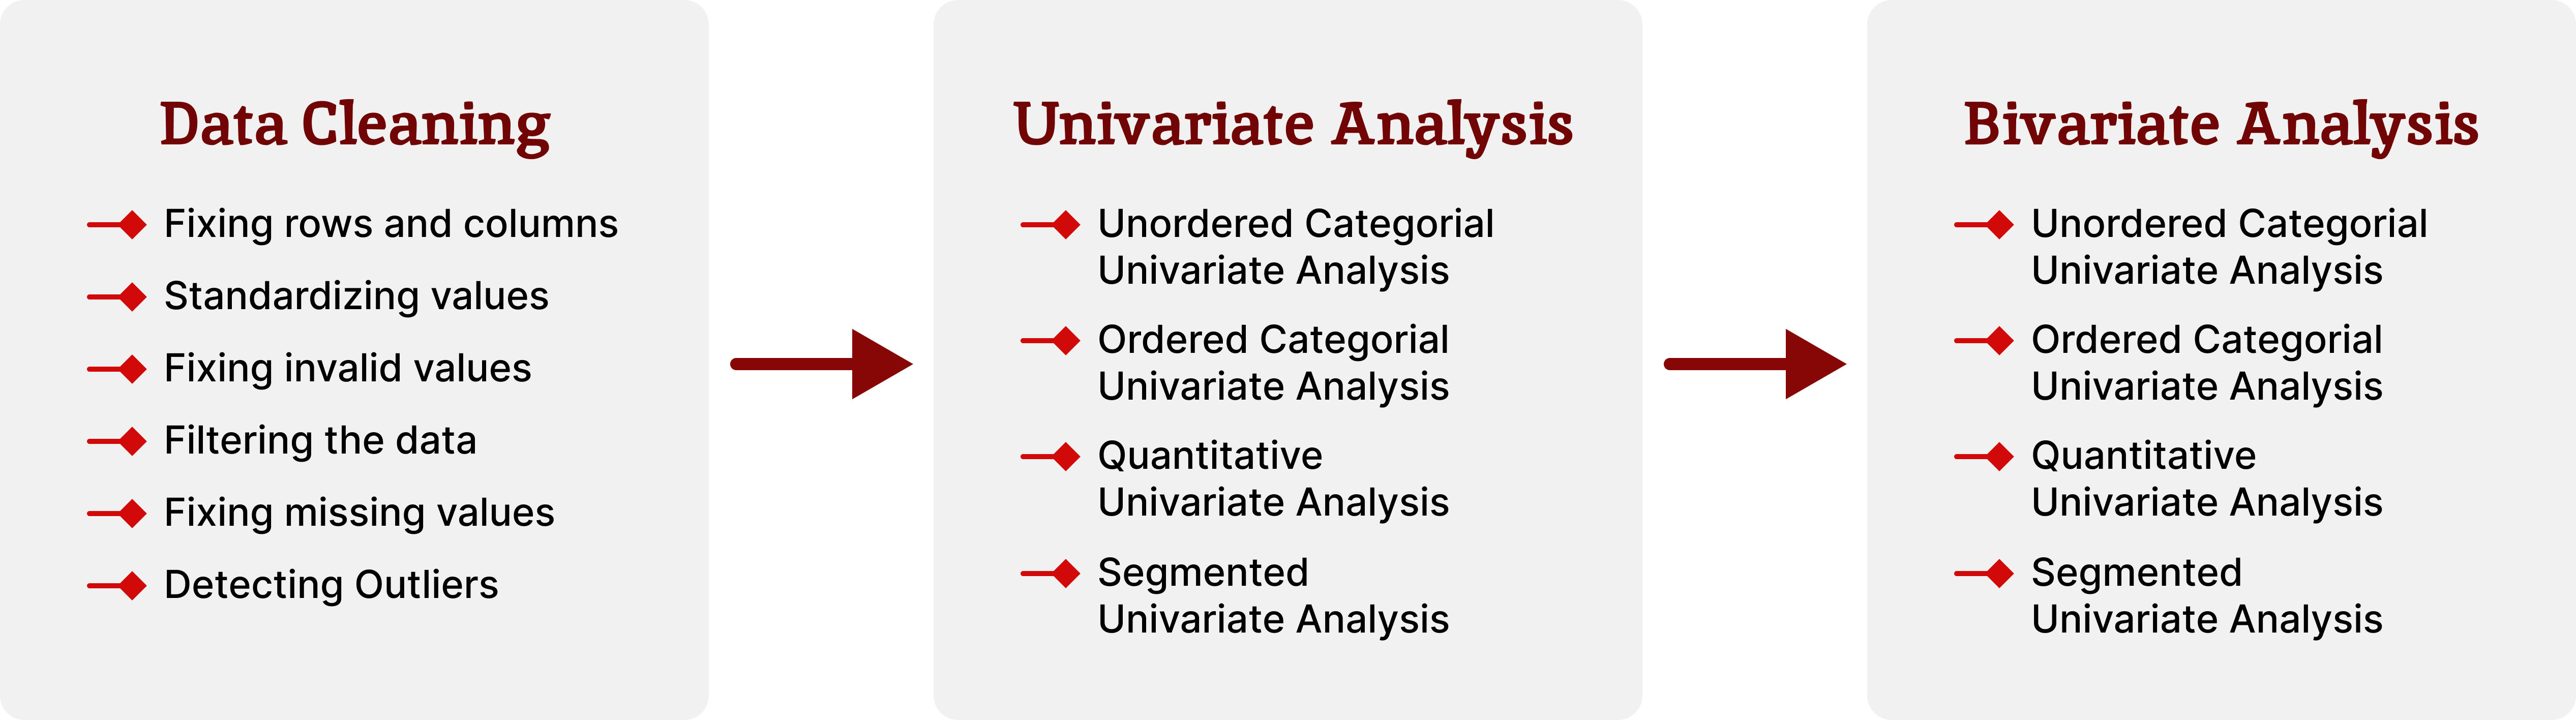 Data Cleaning
Fixing rows and columns
Standardizing values
Fixing invalid values
Filtering the data
Fixing missing values
Detecting Outliers
Univariate Analysis
Unordered Categorial
Univariate Analysis
Ordered Categorial
Univariate Analysis
Quantitative
Univariate Analysis
Segmented
Univariate Analysis
Bivariate Analysis
Unordered Categorial
Univariate Analysis
Ordered Categorial
Univariate Analysis
Quantitative
Univariate Analysis
Segmented
Univariate Analysis